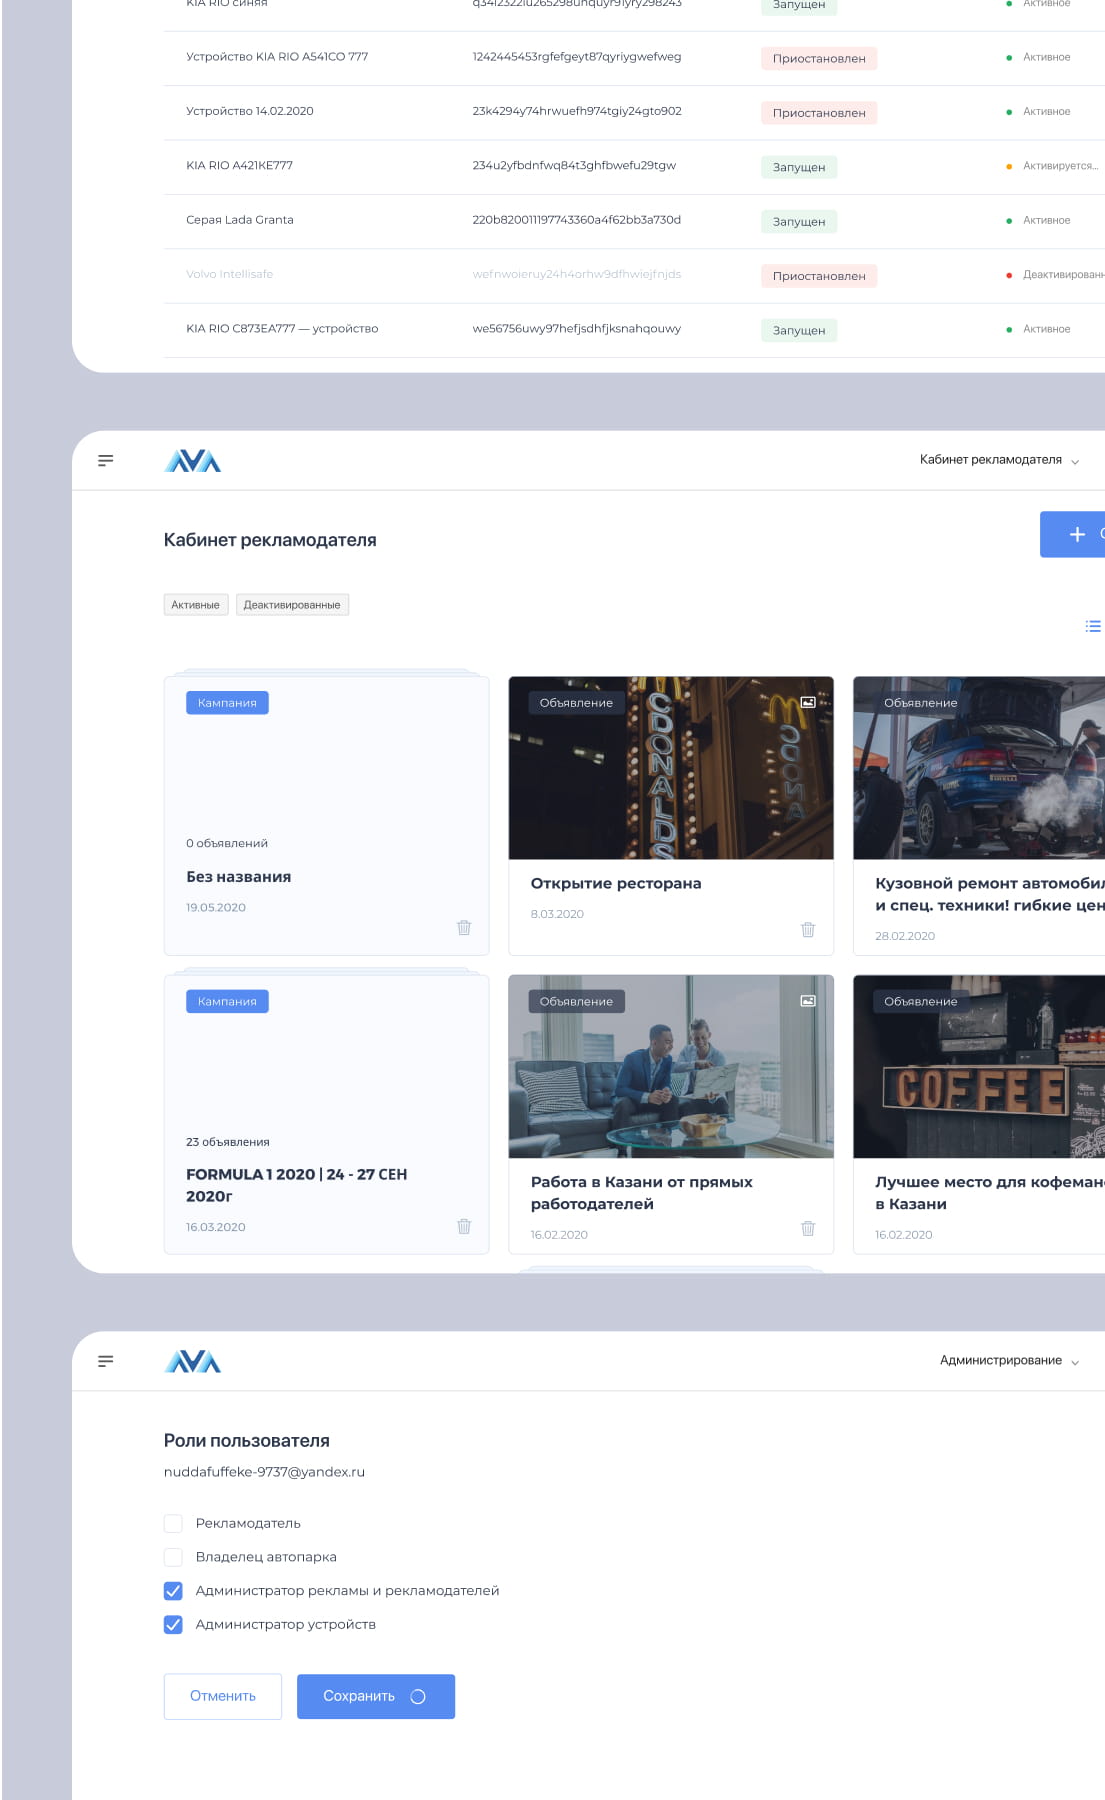 KIA RIO синяя
Запущен
Активное
Устройство KIA RIO A541CO 777 1242445453rgfefgeyt87qyriygwefweg Приостановлен Активное
Устройство 14.02.2020 23k4294y74hrwuefh974tgiy24gto902 Приостановлен Активное
KIA RIO A421KE777 234u2yfbdnfwq84t3ghfbwefu29tgw Запущен Активируется...
Серая Lada Granta 220b820011197743360a4f62bb3a730d Запущен Активное
Volvo Intellisafe wefnwoieruy24h4orhw9dfhwiejfnjds Приостановлен Деактивирован
KIA RIO C873EA777 — устройство we56756uwy97hefjsdhfjksnahqouwy Запущен Активное
AVA
Кабинет рекламодателя
Кабинет рекламодателя
Активные Деактивированные
Кампания
0 объявлений
Без названия
19.05.2020
Объявление
McDONALDS
Открытие ресторана
8.03.2020
Объявление
PIRELLI
Кузовной ремонт автомобил
и спец. техники! гибкие цен
28.02.2020
Кампания
23 объявления
FORMULA 1 2020 | 24 - 27 СЕН
2020г
16.03.2020
Объявление
Работа в Казани от прямых
работодателей
16.02.2020
Объявление
COFFEE
Лучшее место для кофеман
в Казани
16.02.2020
AVA
Администрирование
Роли пользователя
nuddafuffeke-9737@yandex.ru
Рекламодатель
Владелец автопарка
Администратор рекламы и рекламодателей
Администратор устройств
Отменить Сохранить